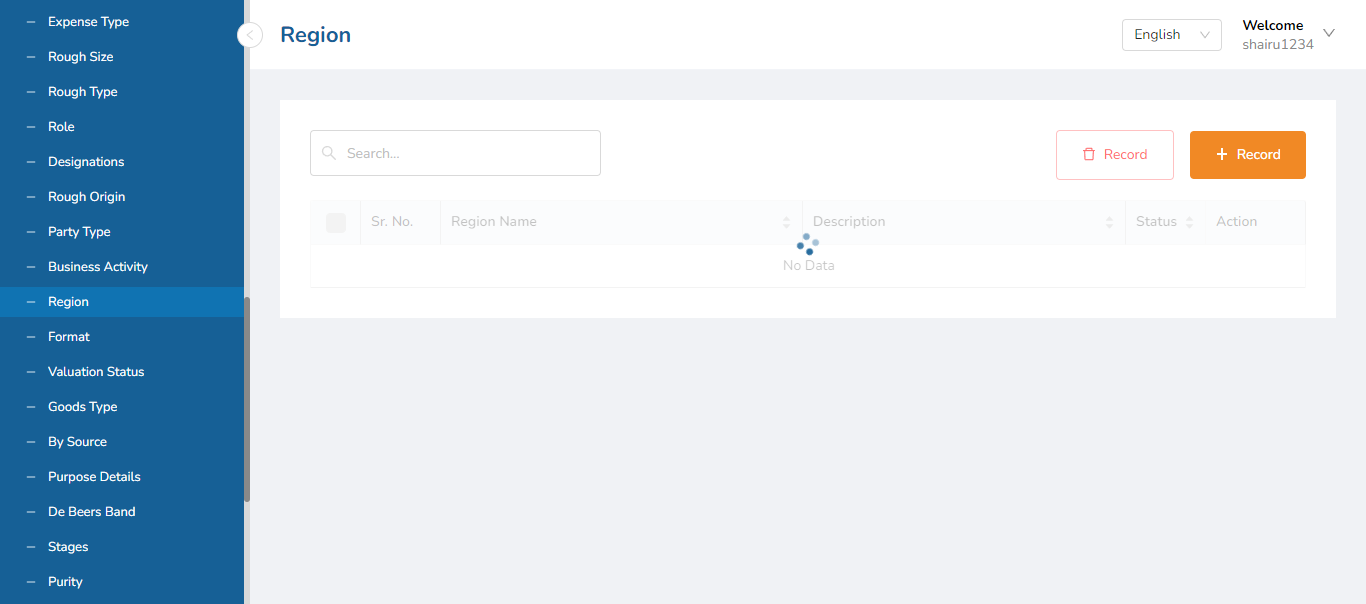 Expense Type
Rough Size
Rough Type
Role
Designations
Rough Origin
Party Type
Business Activity
Region
Format
Valuation Status
Goods Type
By Source
Purpose Details
De Beers Band
Stages
Purity
Region
English
Welcome
shairu1234
Search...
Record
+ Record
Sr. No. Region Name Description Status Action
No Data